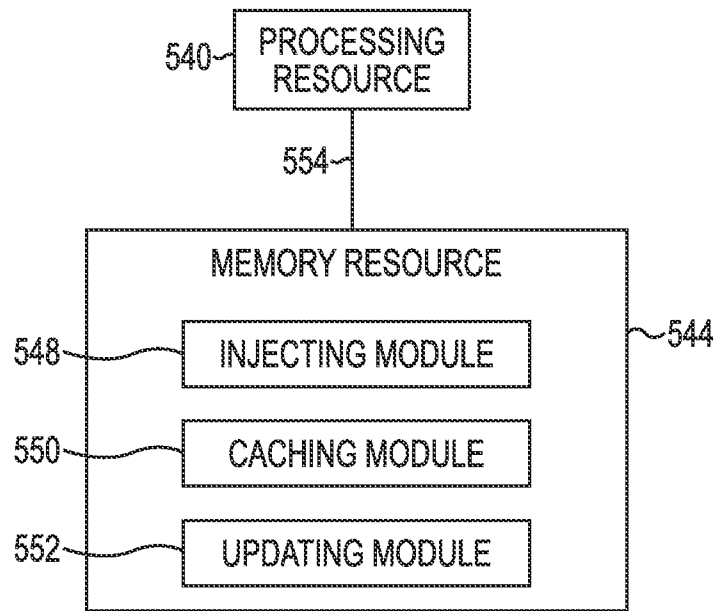 540
PROCESSING
RESOURCE
554
MEMORY RESOURCE
544
548
INJECTING MODULE
550
CACHING MODULE
552
UPDATING MODULE